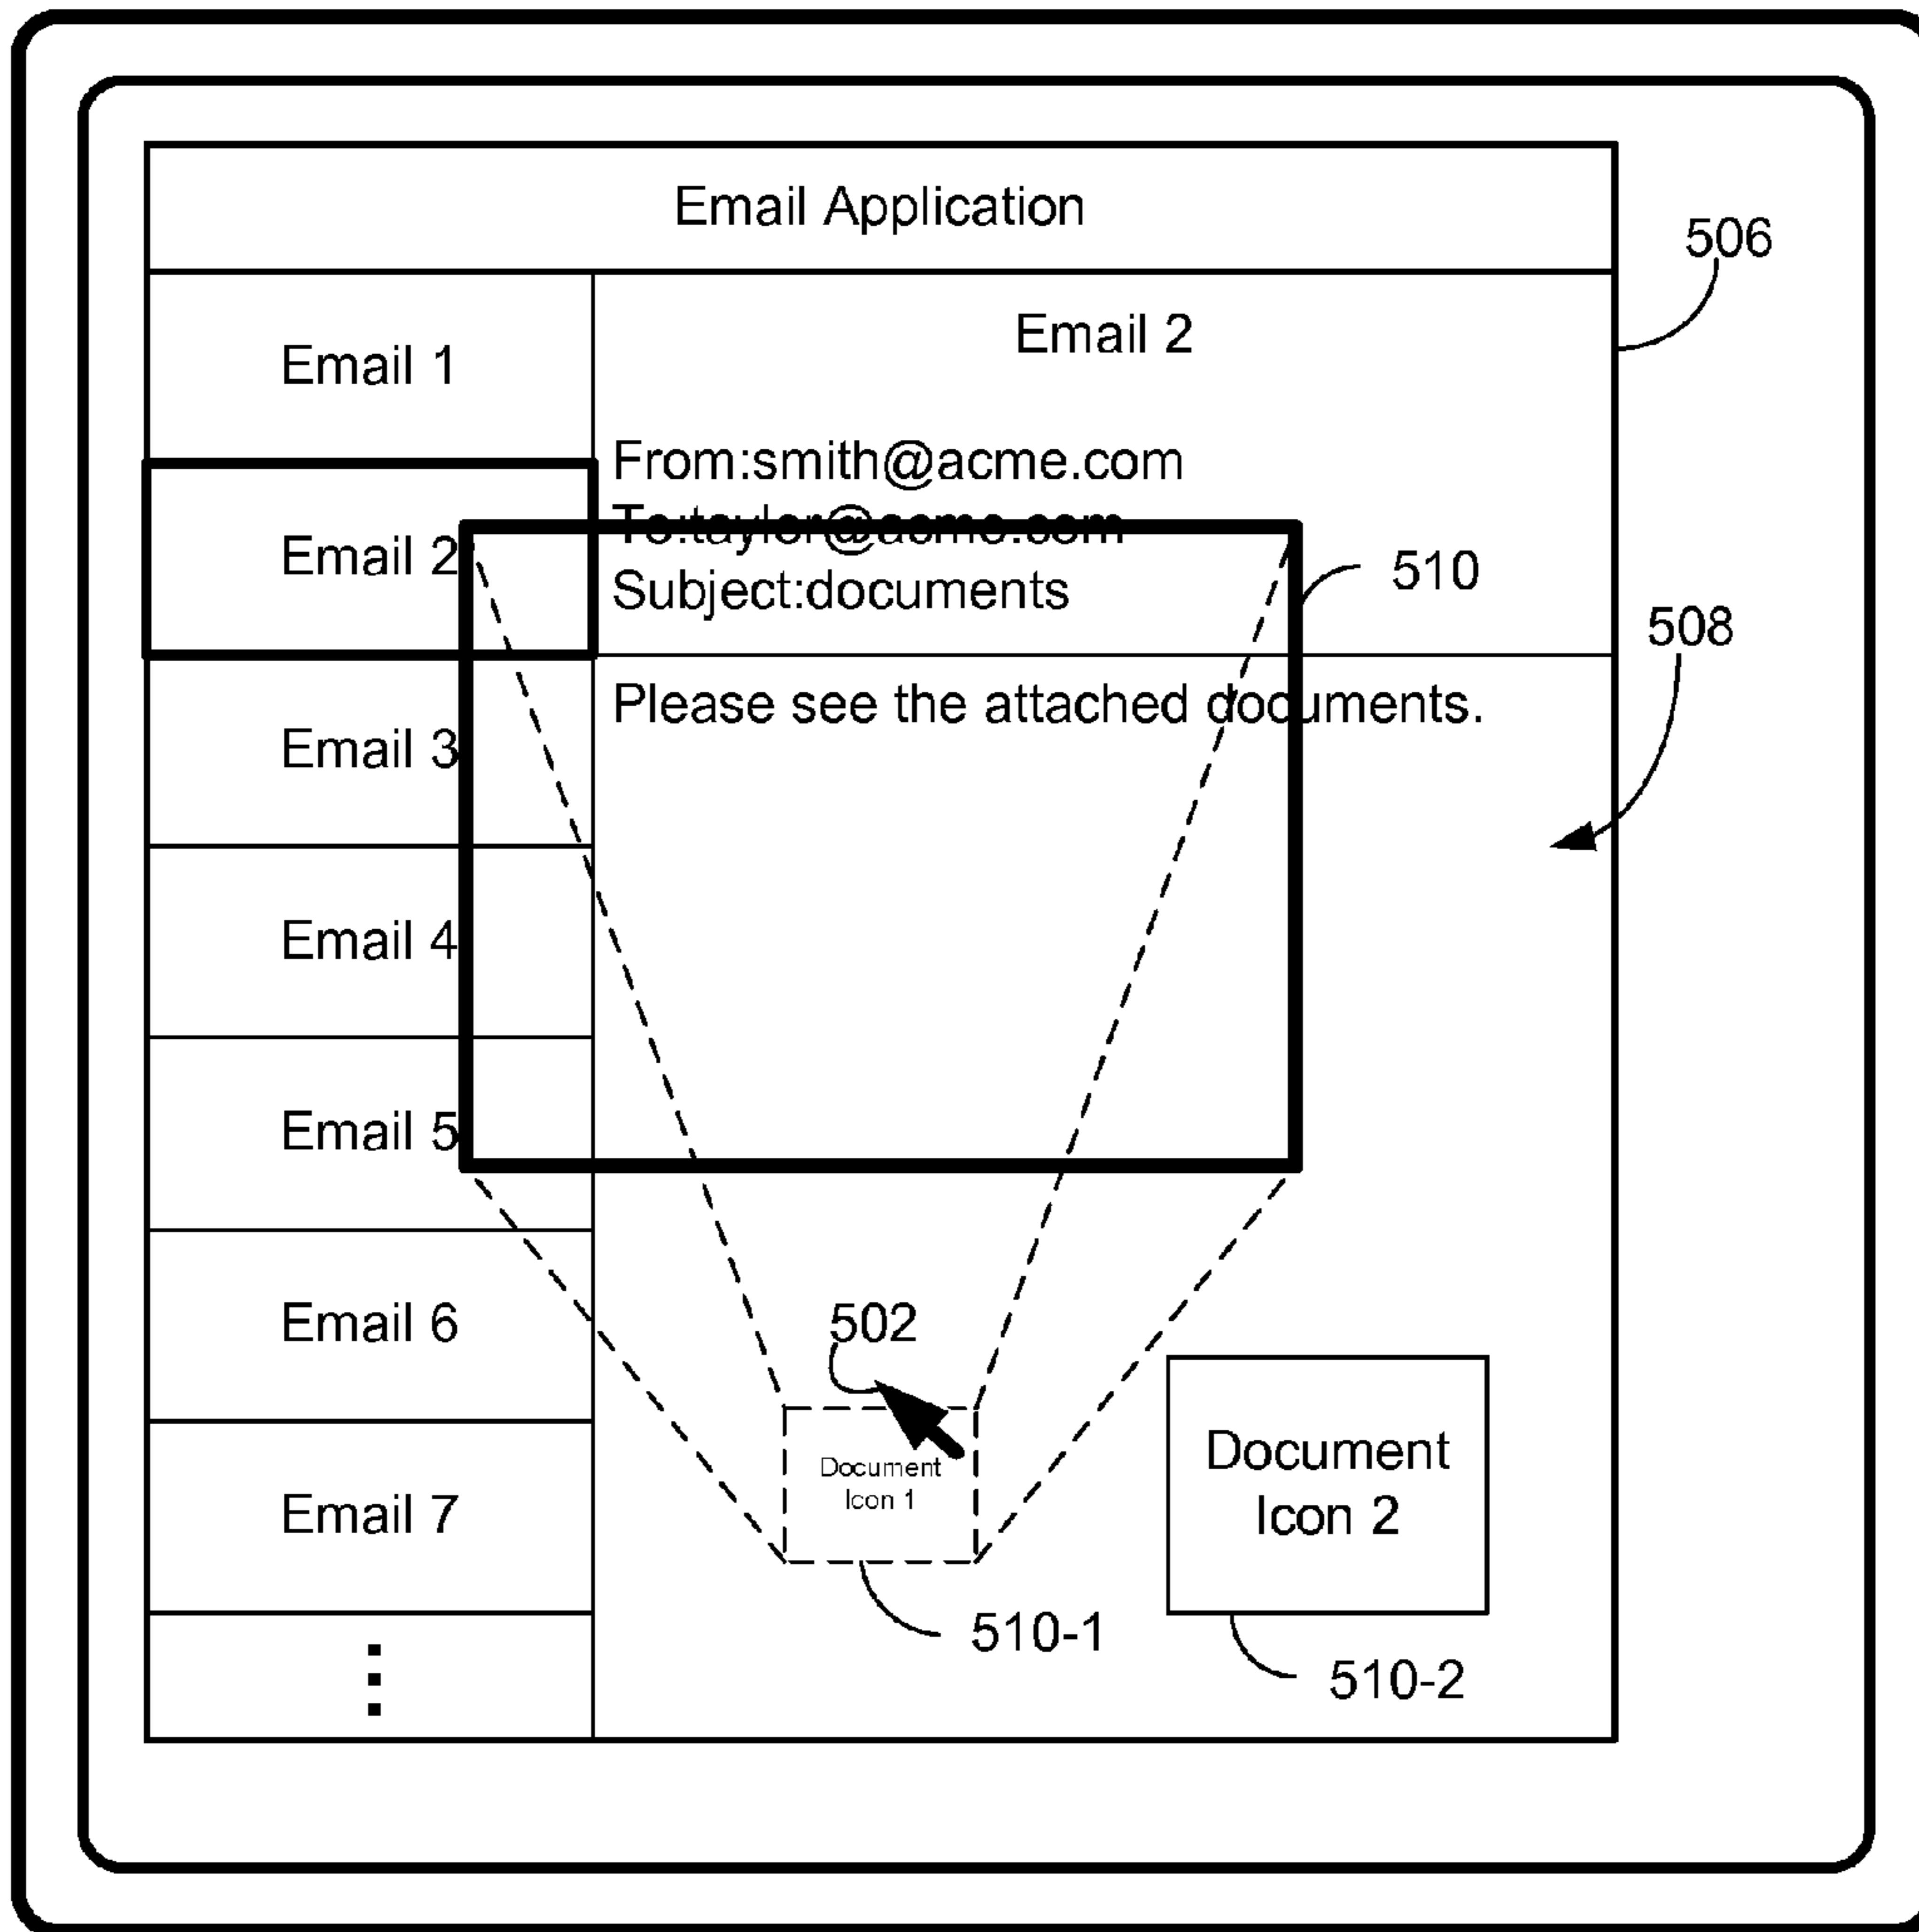 Email Application
506
Email 1
Email 2
From:smith@acme.com
To:taylor@acme.com
Email 2
Subject:documents
510
508
Please see the attached documents.
Email 3
Email 4
Email 5
Email 6
502
Document
Icon 1
Document
Icon 2
Email 7
510-1
510-2